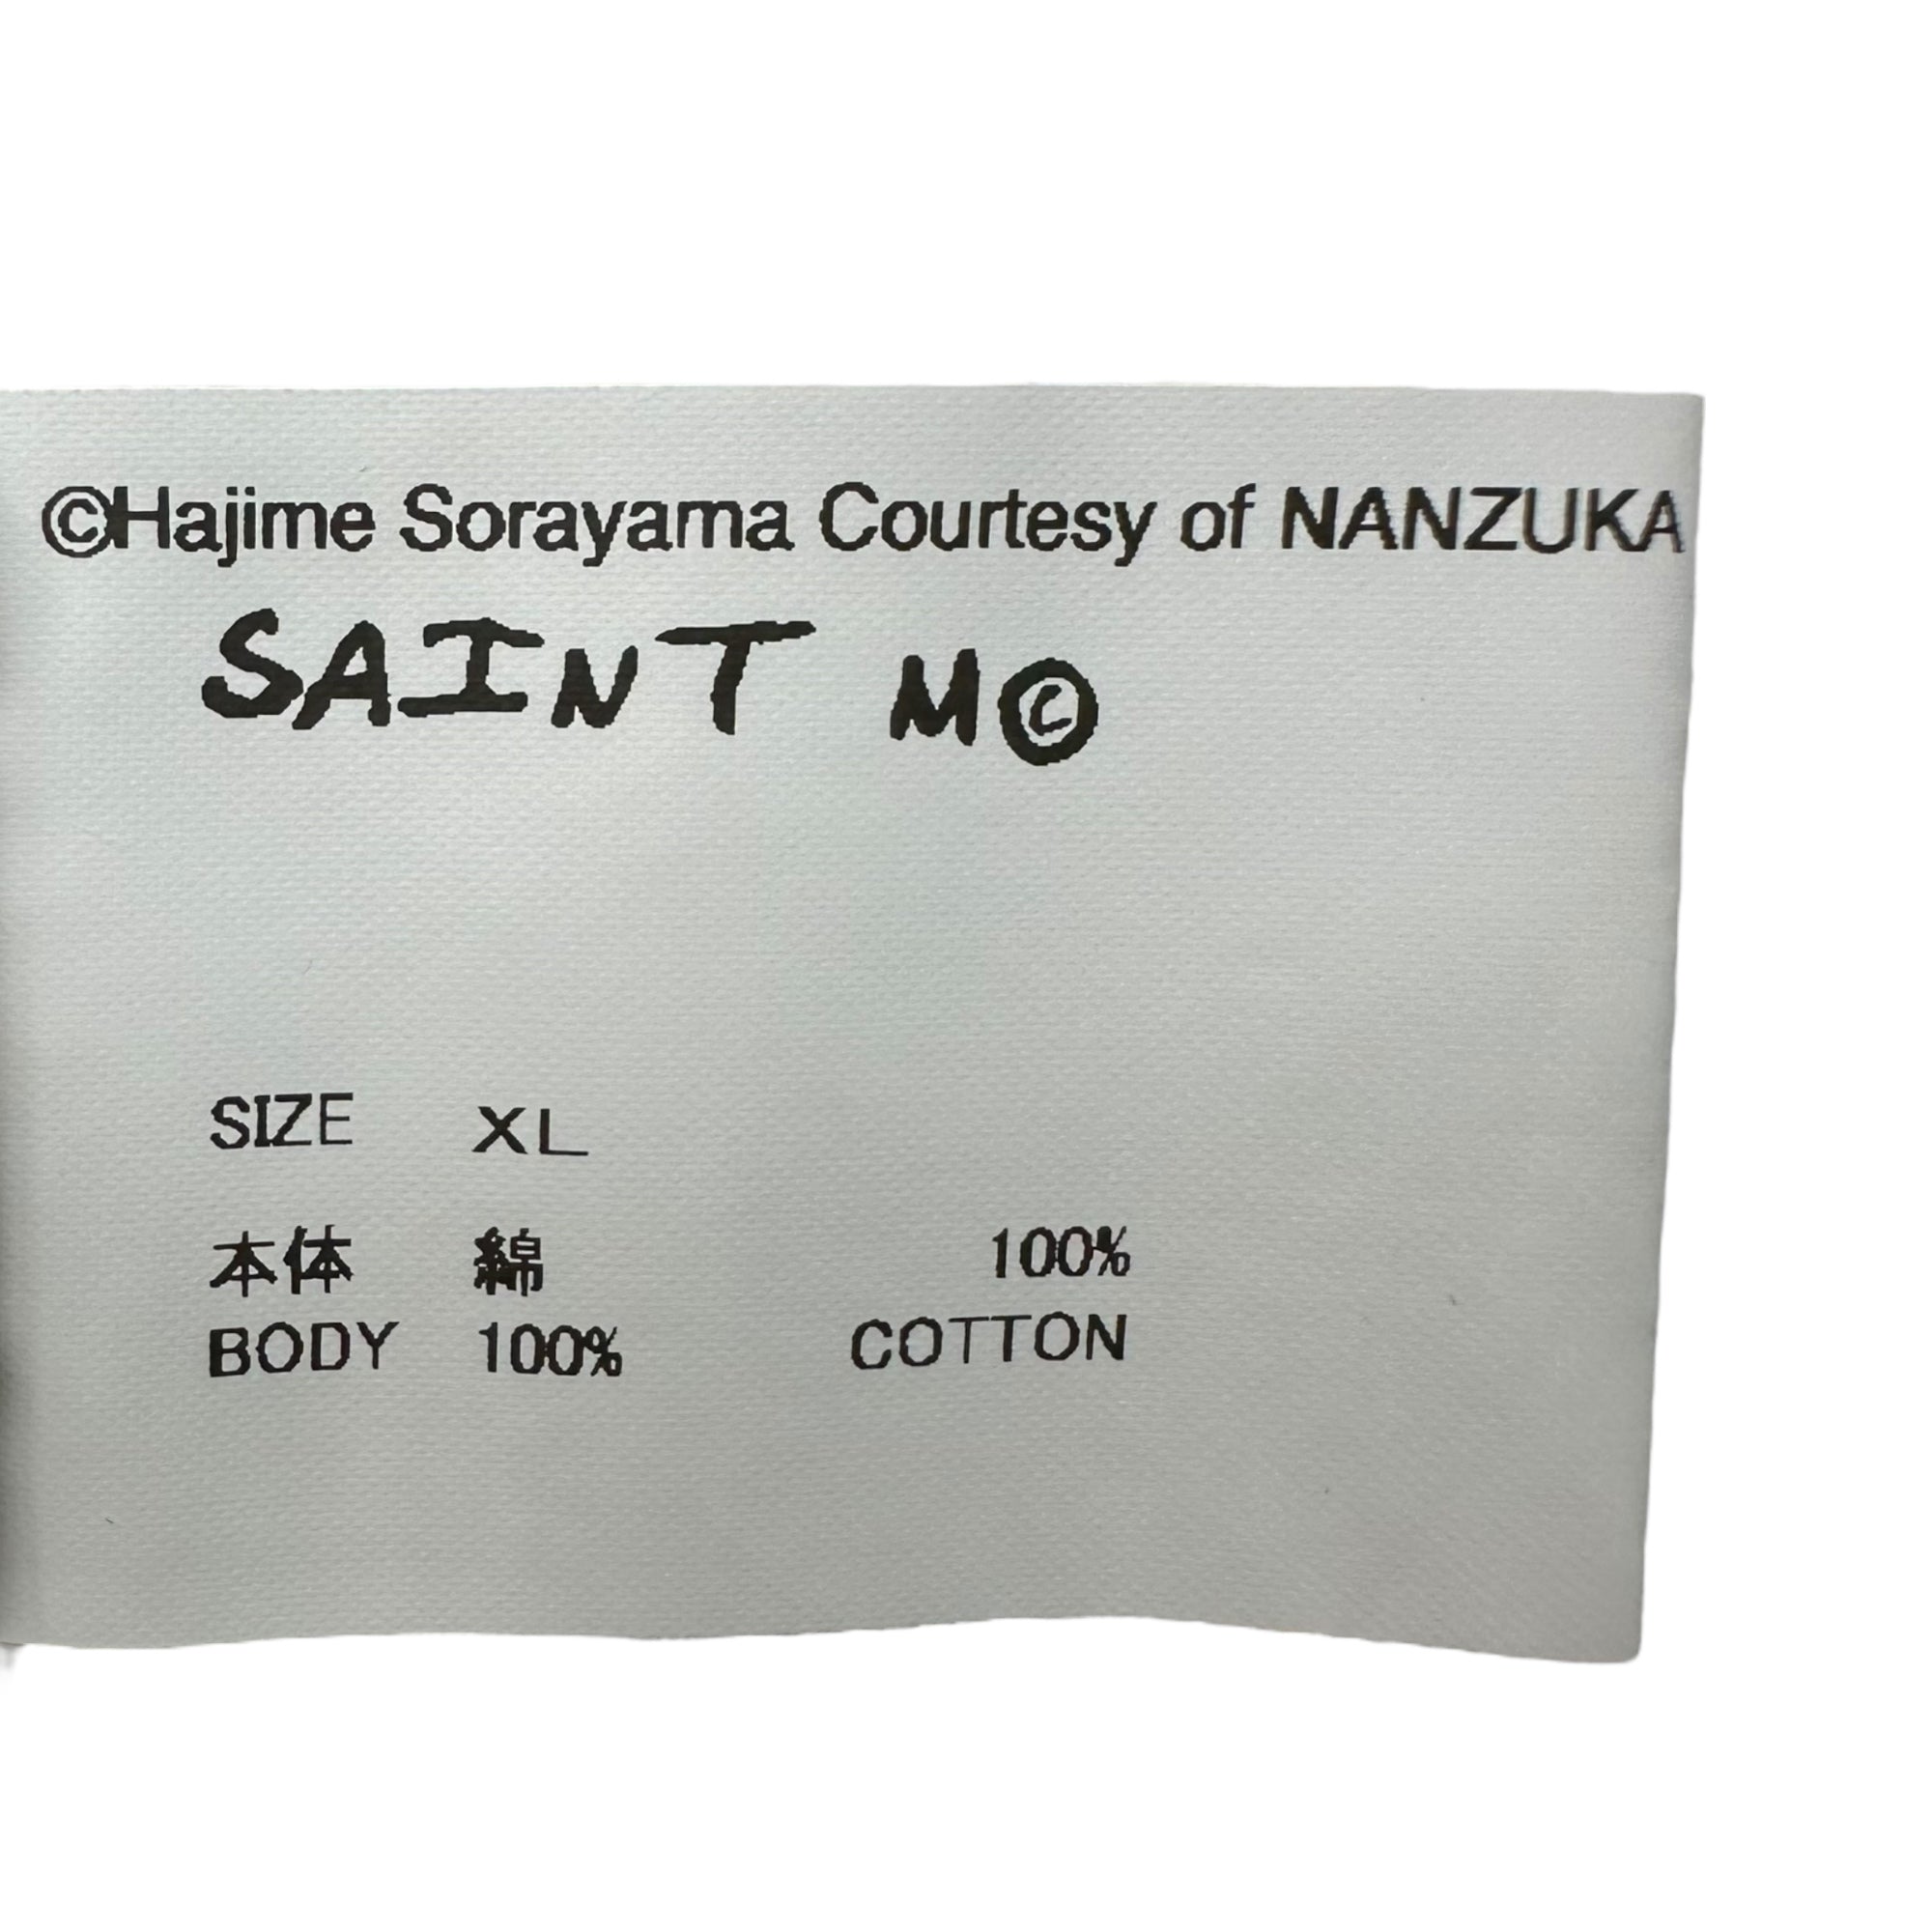 ©Hajime Sorayama Courtesy of NANZUKA
SAINT M©
SIZE XL
本体 綿 100%
BODY 100% COTTON